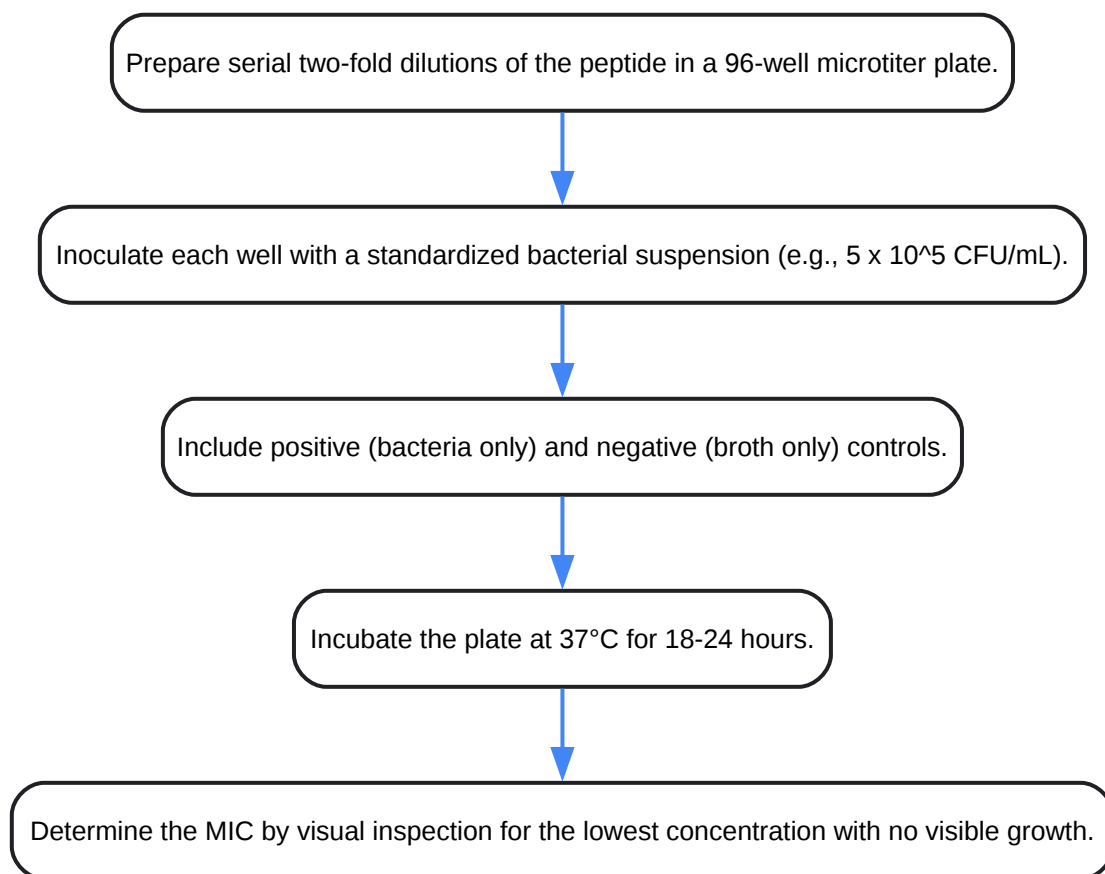 Prepare serial two-fold dilutions of the peptide in a 96-well microtiter plate.
Inoculate each well with a standardized bacterial suspension (e.g., 5 x 10^5 CFU/mL).
Include positive (bacteria only) and negative (broth only) controls.
Incubate the plate at 37°C for 18-24 hours.
Determine the MIC by visual inspection for the lowest concentration with no visible growth.